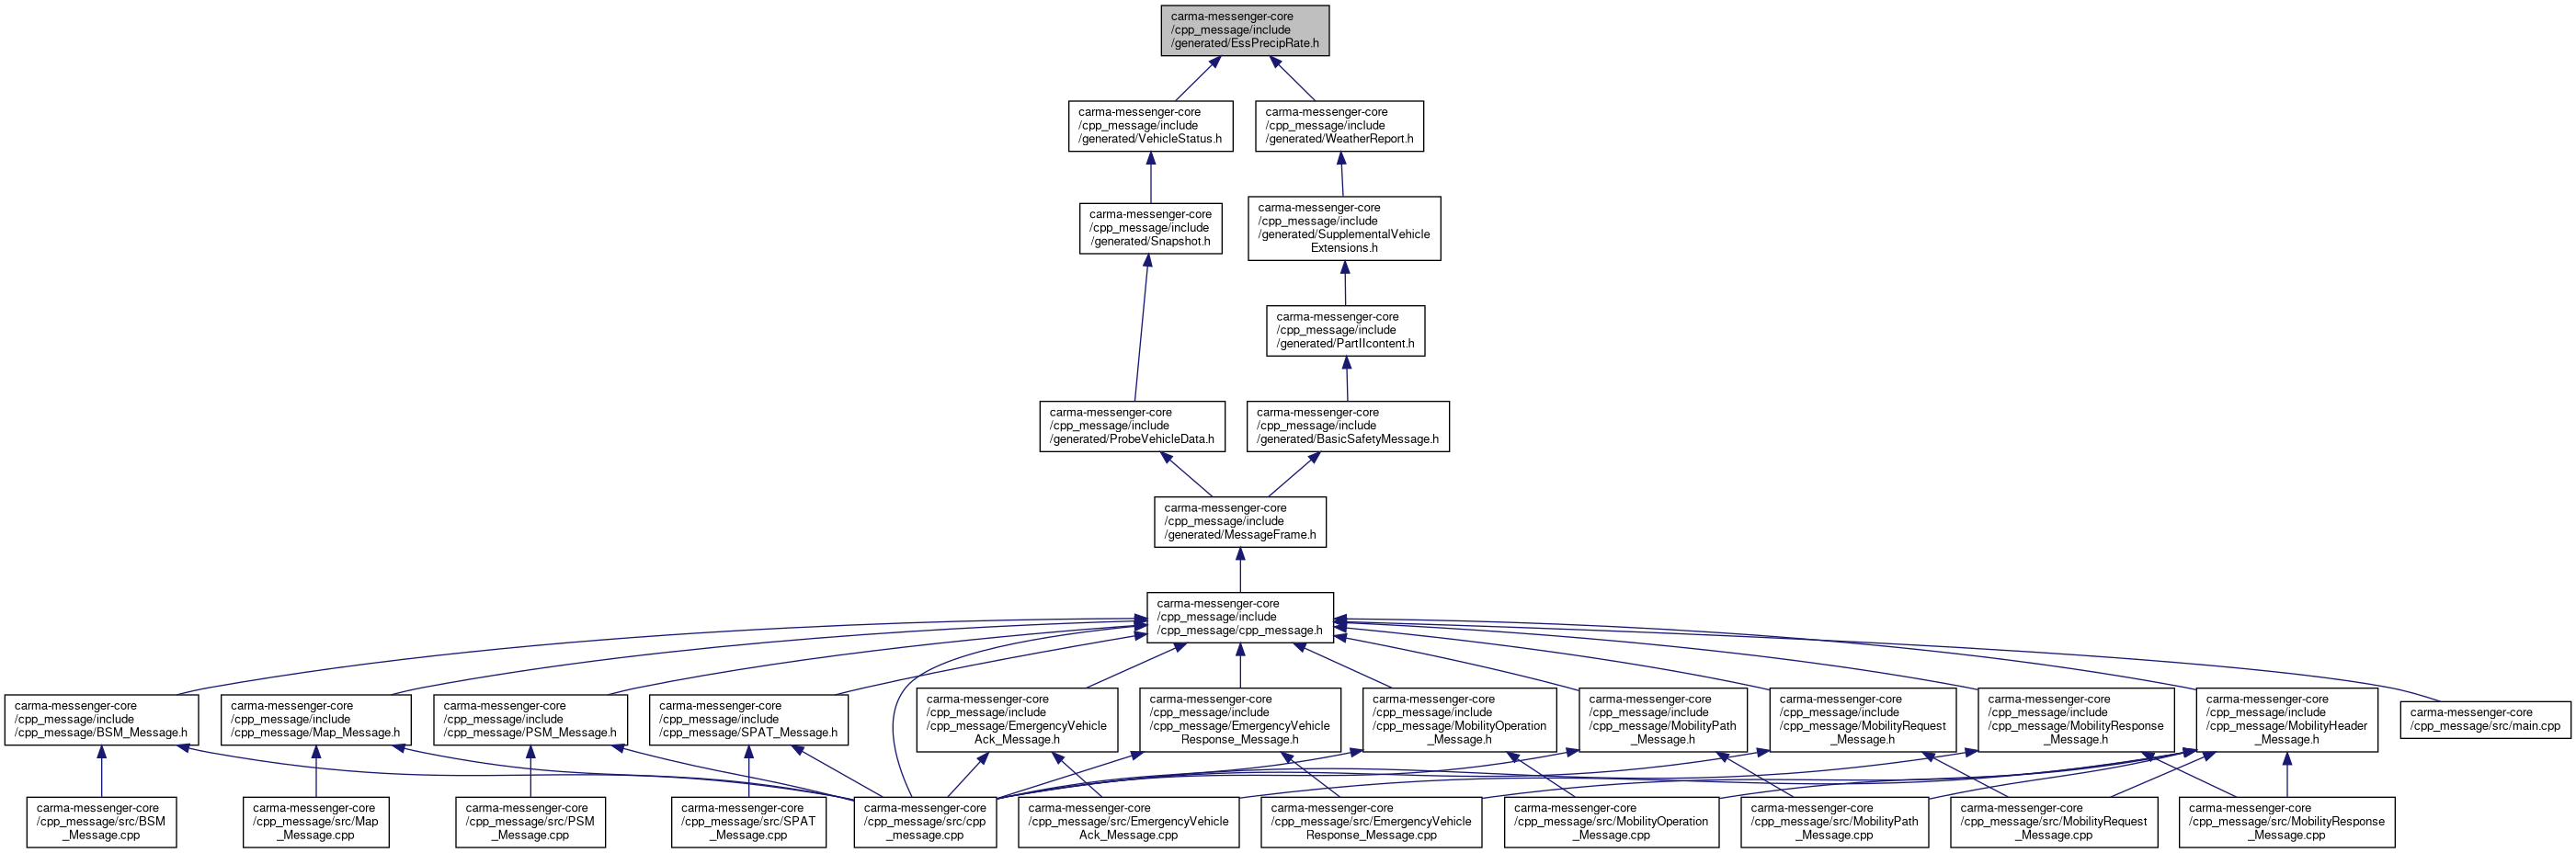 carma-messenger-core
/cpp_message/include
/generated/EssPrecipRate.h
carma-messenger-core
/cpp_message/include
/generated/VehicleStatus.h
carma-messenger-core
/cpp_message/include
/generated/WeatherReport.h
carma-messenger-core
/cpp_message/include
/generated/Snapshot.h
carma-messenger-core
/cpp_message/include
/generated/SupplementalVehicle
Extensions.h
carma-messenger-core
/cpp_message/include
/generated/PartIIcontent.h
carma-messenger-core
/cpp_message/include
/generated/ProbeVehicleData.h
carma-messenger-core
/cpp_message/include
/generated/BasicSafetyMessage.h
carma-messenger-core
/cpp_message/include
/generated/MessageFrame.h
carma-messenger-core
/cpp_message/include
/cpp_message/cpp_message.h
carma-messenger-core
/cpp_message/include
/cpp_message/BSM_Message.h
carma-messenger-core
/cpp_message/include
/cpp_message/Map_Message.h
carma-messenger-core
/cpp_message/include
/cpp_message/PSM_Message.h
carma-messenger-core
/cpp_message/include
/cpp_message/SPAT_Message.h
carma-messenger-core
/cpp_message/include
/cpp_message/EmergencyVehicle
Ack_Message.h
carma-messenger-core
/cpp_message/include
/cpp_message/EmergencyVehicle
Response_Message.h
carma-messenger-core
/cpp_message/include
/cpp_message/MobilityOperation
_Message.h
carma-messenger-core
/cpp_message/include
/cpp_message/MobilityPath
_Message.h
carma-messenger-core
/cpp_message/include
/cpp_message/MobilityRequest
_Message.h
carma-messenger-core
/cpp_message/include
/cpp_message/MobilityResponse
_Message.h
carma-messenger-core
/cpp_message/include
/cpp_message/MobilityHeader
_Message.h
carma-messenger-core
/cpp_message/src/main.cpp
carma-messenger-core
/cpp_message/src/BSM
_Message.cpp
carma-messenger-core
/cpp_message/src/Map
_Message.cpp
carma-messenger-core
/cpp_message/src/PSM
_Message.cpp
carma-messenger-core
/cpp_message/src/SPAT
_Message.cpp
carma-messenger-core
/cpp_message/src/cpp
_message.cpp
carma-messenger-core
/cpp_message/src/EmergencyVehicle
Ack_Message.cpp
carma-messenger-core
/cpp_message/src/EmergencyVehicle
Response_Message.cpp
carma-messenger-core
/cpp_message/src/MobilityOperation
_Message.cpp
carma-messenger-core
/cpp_message/src/MobilityPath
_Message.cpp
carma-messenger-core
/cpp_message/src/MobilityRequest
_Message.cpp
carma-messenger-core
/cpp_message/src/MobilityResponse
_Message.cpp